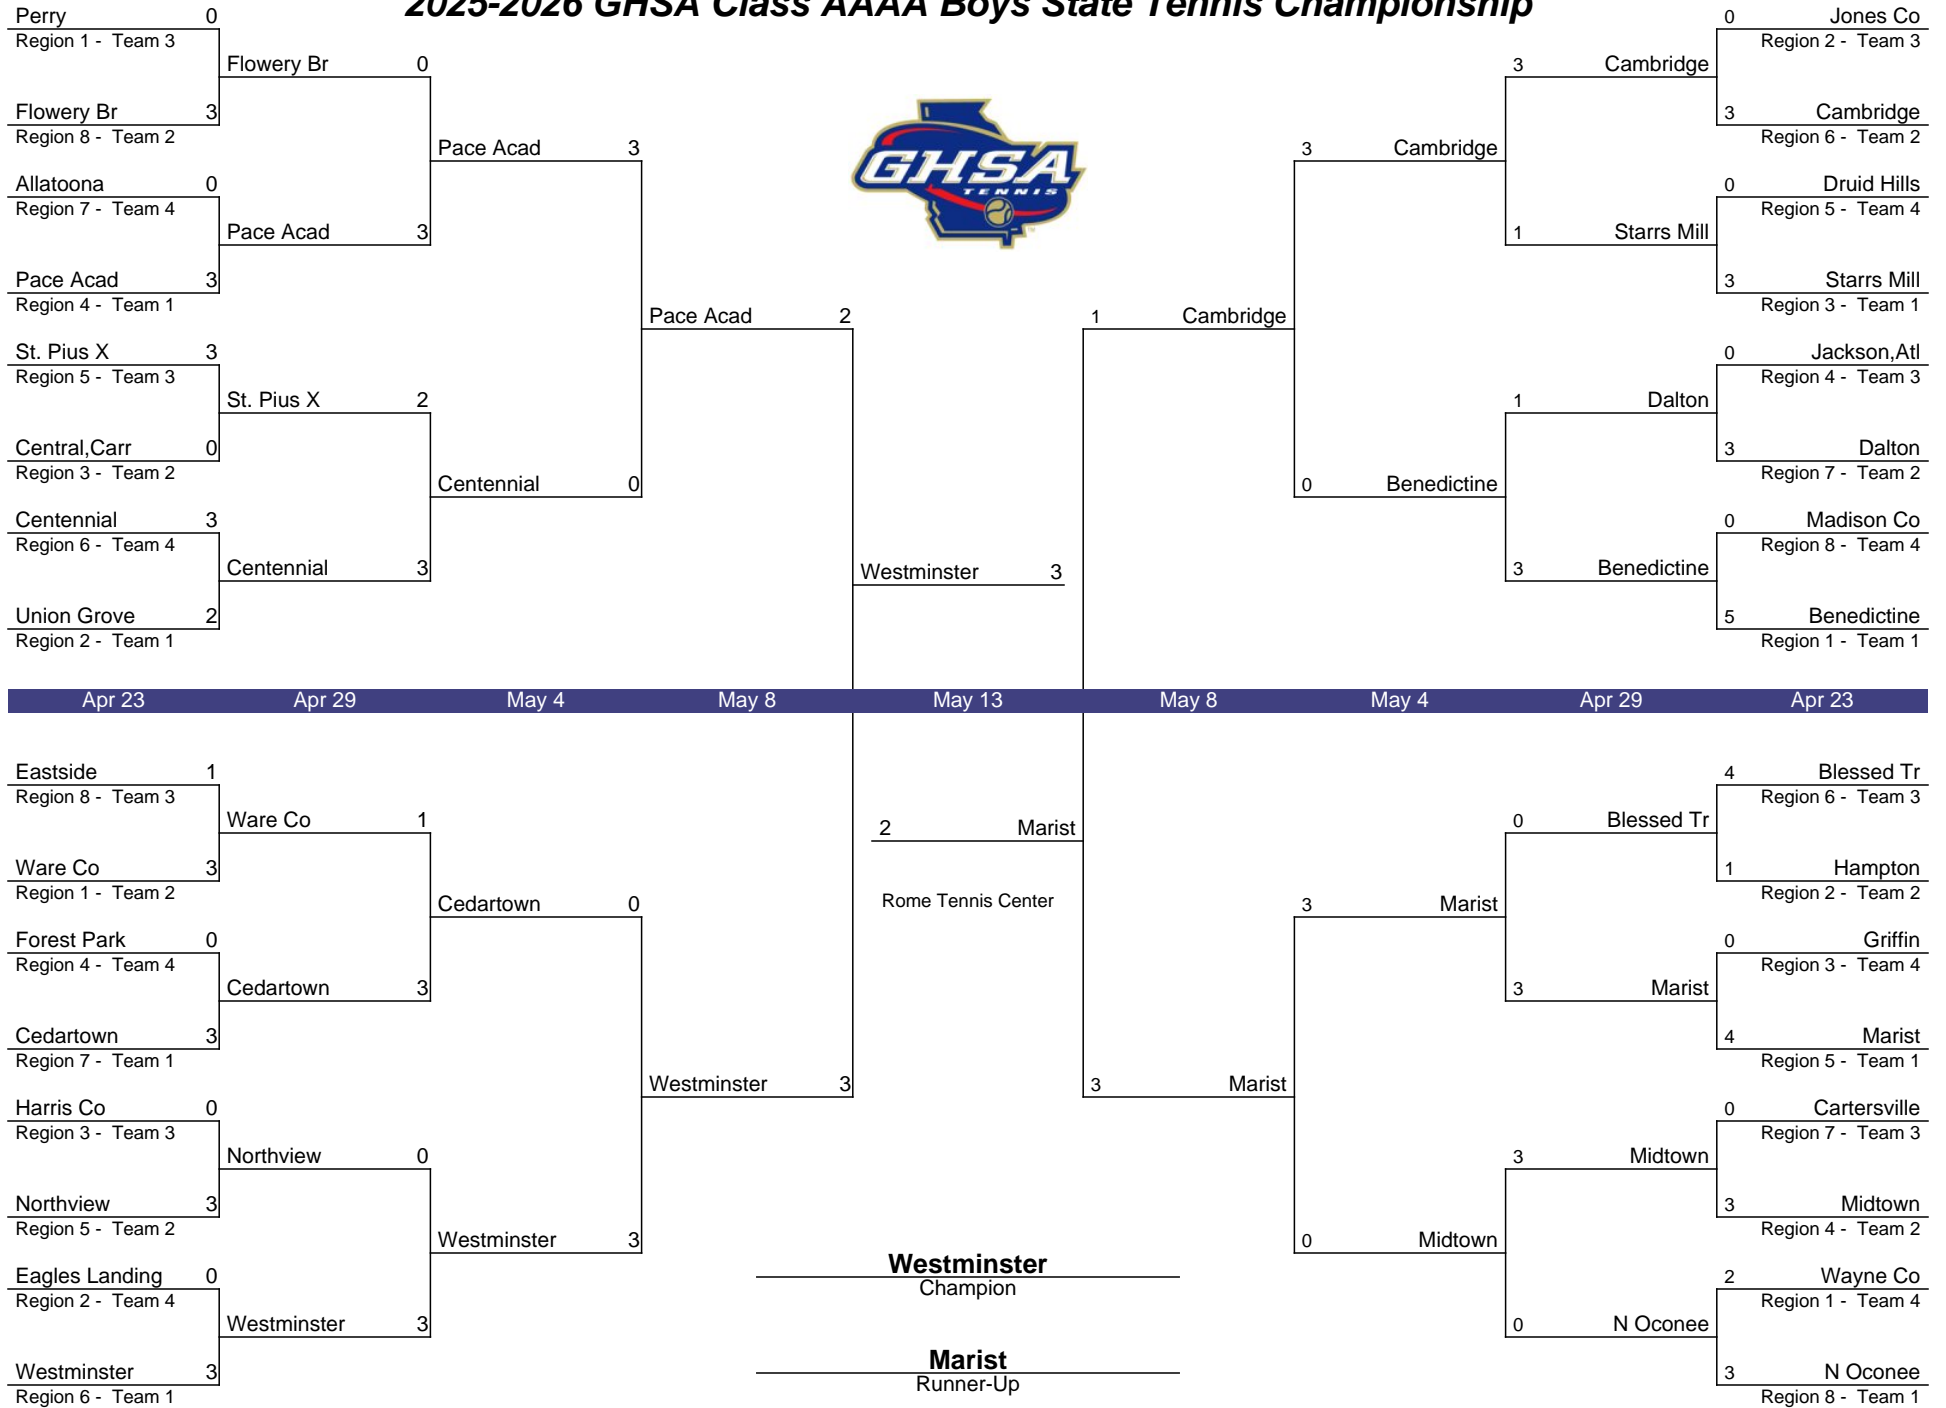 2025-2026 GHSA Class AAAA Boys State Tennis Championship
Perry 0
Region 1 - Team 3
Flowery Br 0
Flowery Br 3
Region 8 - Team 2
Pace Acad 3
Allatoona 0
Region 7 - Team 4
Pace Acad 3
Pace Acad 3
Region 4 - Team 1
Pace Acad 2
St. Pius X 3
Region 5 - Team 3
St. Pius X 2
Central,Carr 0
Region 3 - Team 2
Centennial 0
Centennial 3
Region 6 - Team 4
Centennial 3
Union Grove 2
Region 2 - Team 1
GHSA
TENNIS
Westminster 3
0 Jones Co
Region 2 - Team 3
3 Cambridge
3 Cambridge
Region 6 - Team 2
3 Cambridge
0 Druid Hills
Region 5 - Team 4
1 Starrs Mill
3 Starrs Mill
Region 3 - Team 1
1 Cambridge
0 Jackson,Atl
Region 4 - Team 3
1 Dalton
3 Dalton
Region 7 - Team 2
0 Benedictine
0 Madison Co
Region 8 - Team 4
3 Benedictine
5 Benedictine
Region 1 - Team 1
Apr 23 Apr 29 May 4 May 8 May 13 May 8 May 4 Apr 29 Apr 23
Eastside 1
Region 8 - Team 3
Ware Co 1
Ware Co 3
Region 1 - Team 2
Cedartown 0
Forest Park 0
Region 4 - Team 4
Cedartown 3
Cedartown 3
Region 7 - Team 1
Westminster 3
Harris Co 0
Region 3 - Team 3
Northview 0
Northview 3
Region 5 - Team 2
Westminster 3
Eagles Landing 0
Region 2 - Team 4
Westminster 3
Westminster 3
Region 6 - Team 1
2 Marist
Rome Tennis Center
Westminster
Champion
Marist
Runner-Up
4 Blessed Tr
Region 6 - Team 3
0 Blessed Tr
1 Hampton
Region 2 - Team 2
3 Marist
0 Griffin
Region 3 - Team 4
3 Marist
4 Marist
Region 5 - Team 1
3 Marist
0 Cartersville
Region 7 - Team 3
3 Midtown
3 Midtown
Region 4 - Team 2
0 Midtown
2 Wayne Co
Region 1 - Team 4
0 N Oconee
3 N Oconee
Region 8 - Team 1